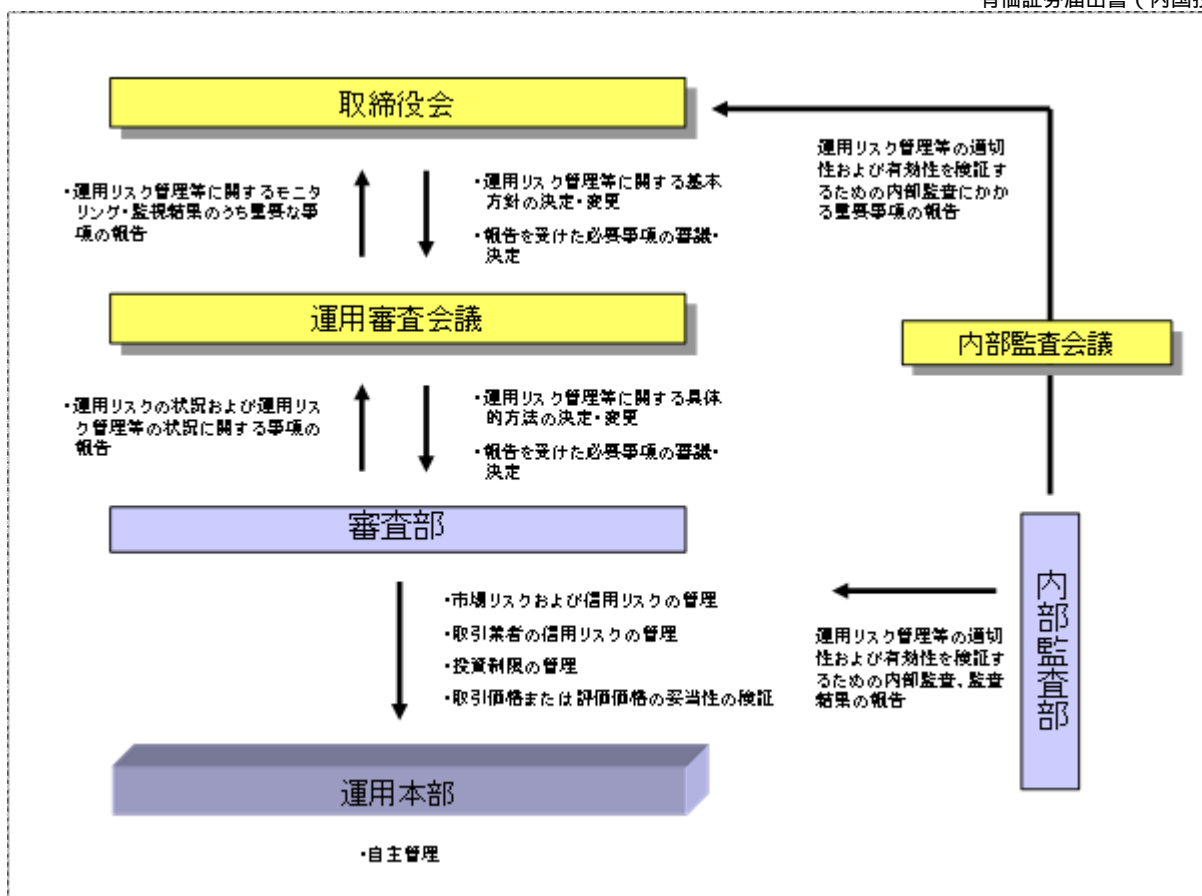 有価証券届出書（内国投
取締役会
・運用リスク管理等に関するモニタ
リング・監視結果のうち重要な事
項の報告
・運用リスク管理等に関する基本
方針の決定・変更
・報告を受けた必要事項の審議・
決定
運用リスク管理等の適切
性および有効性を検証す
るための内部監査にかか
る重要事項の報告
運用審査会議
内部監査会議
・運用リスクの状況および運用リス
ク管理等の状況に関する事項の
報告
・運用リスク管理等に関する具体
的方法の決定・変更
・報告を受けた必要事項の審議・
決定
審査部
・市場リスクおよび信用リスクの管理
・取引業者の信用リスクの管理
・投資制限の管理
・取引価格または評価価格の妥当性の検証
運用リスク管理等の適切
性および有効性を検証す
るための内部監査、監査
結果の報告
内部監査部
運用本部
・自主管理